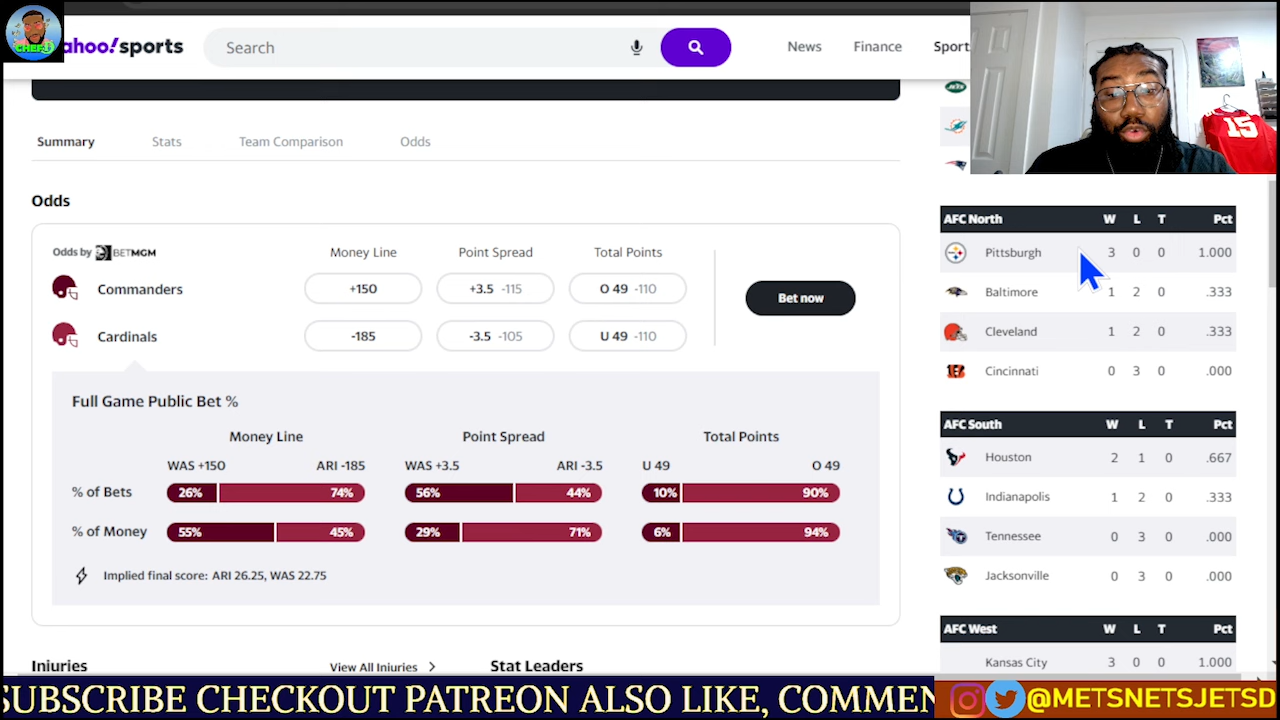 CHEFJ
ahoo!sports
Search
News
Finance
Sport
JETS
15
Summary
Stats
Team Comparison
Odds
Odds
Odds by BETMGM
Money Line
Point Spread
Total Points
Commanders
+150
+3.5 -115
O 49 -110
Cardinals
-185
-3.5 -105
U 49 -110
Bet now
Full Game Public Bet %
Money Line
Point Spread
Total Points
WAS +150
ARI -185
WAS +3.5
ARI -3.5
U 49
O 49
% of Bets
26%
74%
56%
44%
10%
90%
% of Money
55%
45%
29%
71%
6%
94%
Implied final score: ARI 26.25, WAS 22.75
Injuries
View All Injuries
Stat Leaders
AFC North W L T Pct
Pittsburgh 3 0 0 1.000
Baltimore 1 2 0 .333
Cleveland 1 2 0 .333
Cincinnati 0 3 0 .000
AFC South W L T Pct
Houston 2 1 0 .667
Indianapolis 1 2 0 .333
Tennessee 0 3 0 .000
Jacksonville 0 3 0 .000
AFC West W L T Pct
Kansas City 3 0 0 1.000
SUBSCRIBE CHECKOUT PATREON ALSO LIKE, COMMEN
@METSNETSJETSD